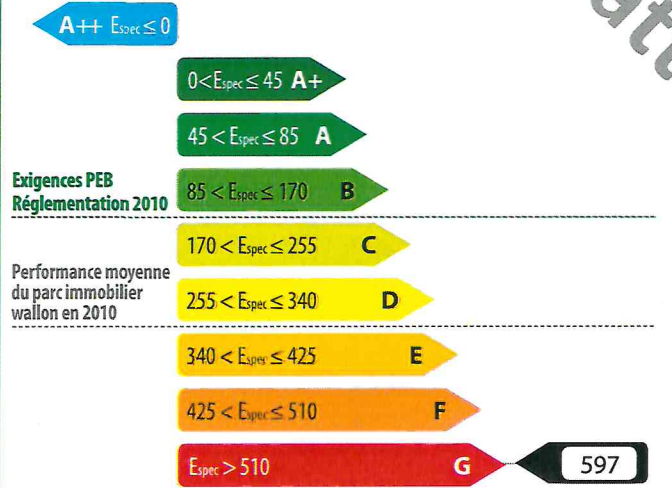 A++ Espec ≤ 0
0 < Espec ≤ 45 A+
45 < Espec ≤ 85 A
Exigences PEB
Réglementation 2010
85 < Espec ≤ 170 B
170 < Espec ≤ 255 C
Performance moyenne
du parc immobilier
wallon en 2010
255 < Espec ≤ 340 D
340 < Espec ≤ 425 E
425 < Espec ≤ 510 F
Espec > 510 G
597